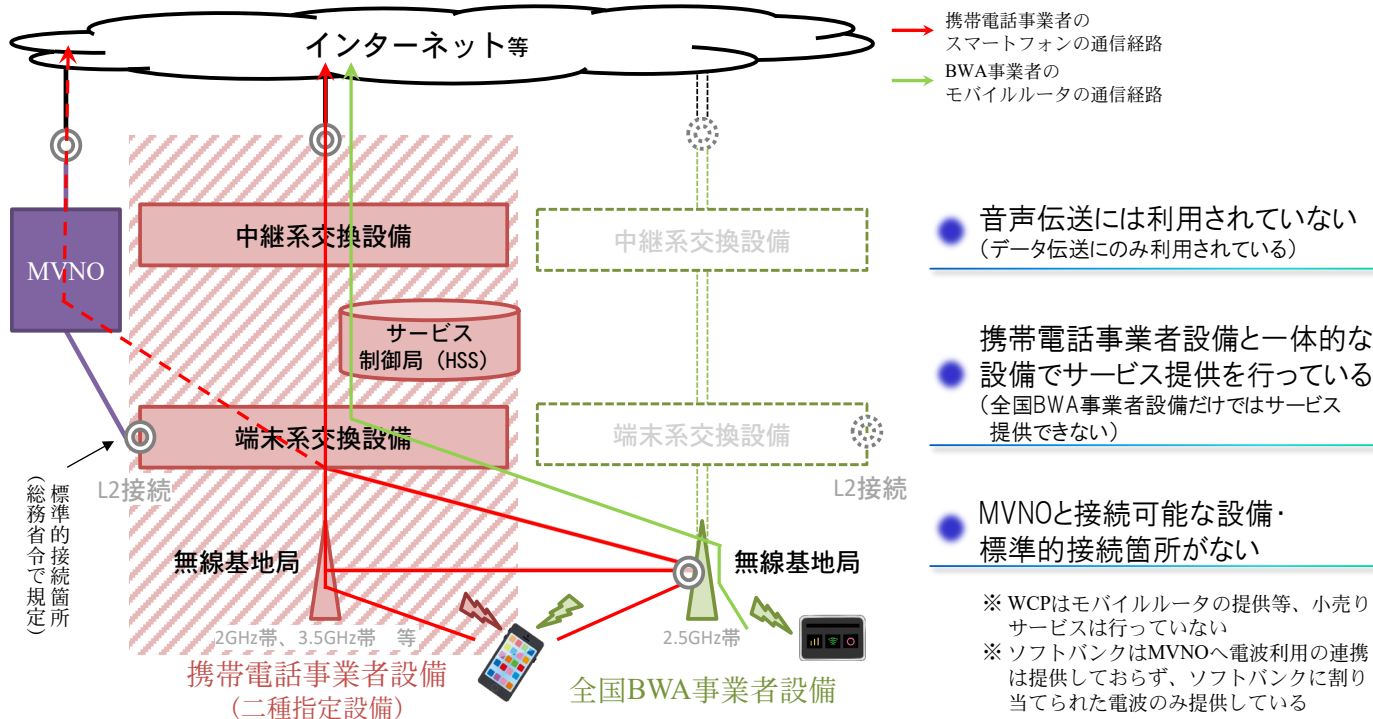 インターネット等
携帯電話事業者の
スマートフォンの通信経路
BWA事業者の
モバイルルータの通信経路
MVNO
中継系交換設備
中継系交換設備
サービス
制御局（HSS）
端末系交換設備
端末系交換設備
L2接続
L2接続
標準的接続箇所
（総務省令で規定）
無線基地局
無線基地局
2GHz帯、3.5GHz帯 等
2.5GHz帯
携帯電話事業者設備
（二種指定設備）
全国BWA事業者設備
音声伝送には利用されていない
（データ伝送にのみ利用されている）
携帯電話事業者設備と一体的な
設備でサービス提供を行っている
（全国BWA事業者設備だけではサービス
提供できない）
MVNOと接続可能な設備・
標準的接続箇所がない
※ WCPはモバイルルータの提供等、小売り
サービスは行っていない
※ ソフトバンクはMVNOへ電波利用の連携
は提供しておらず、ソフトバンクに割り
当てられた電波のみ提供している